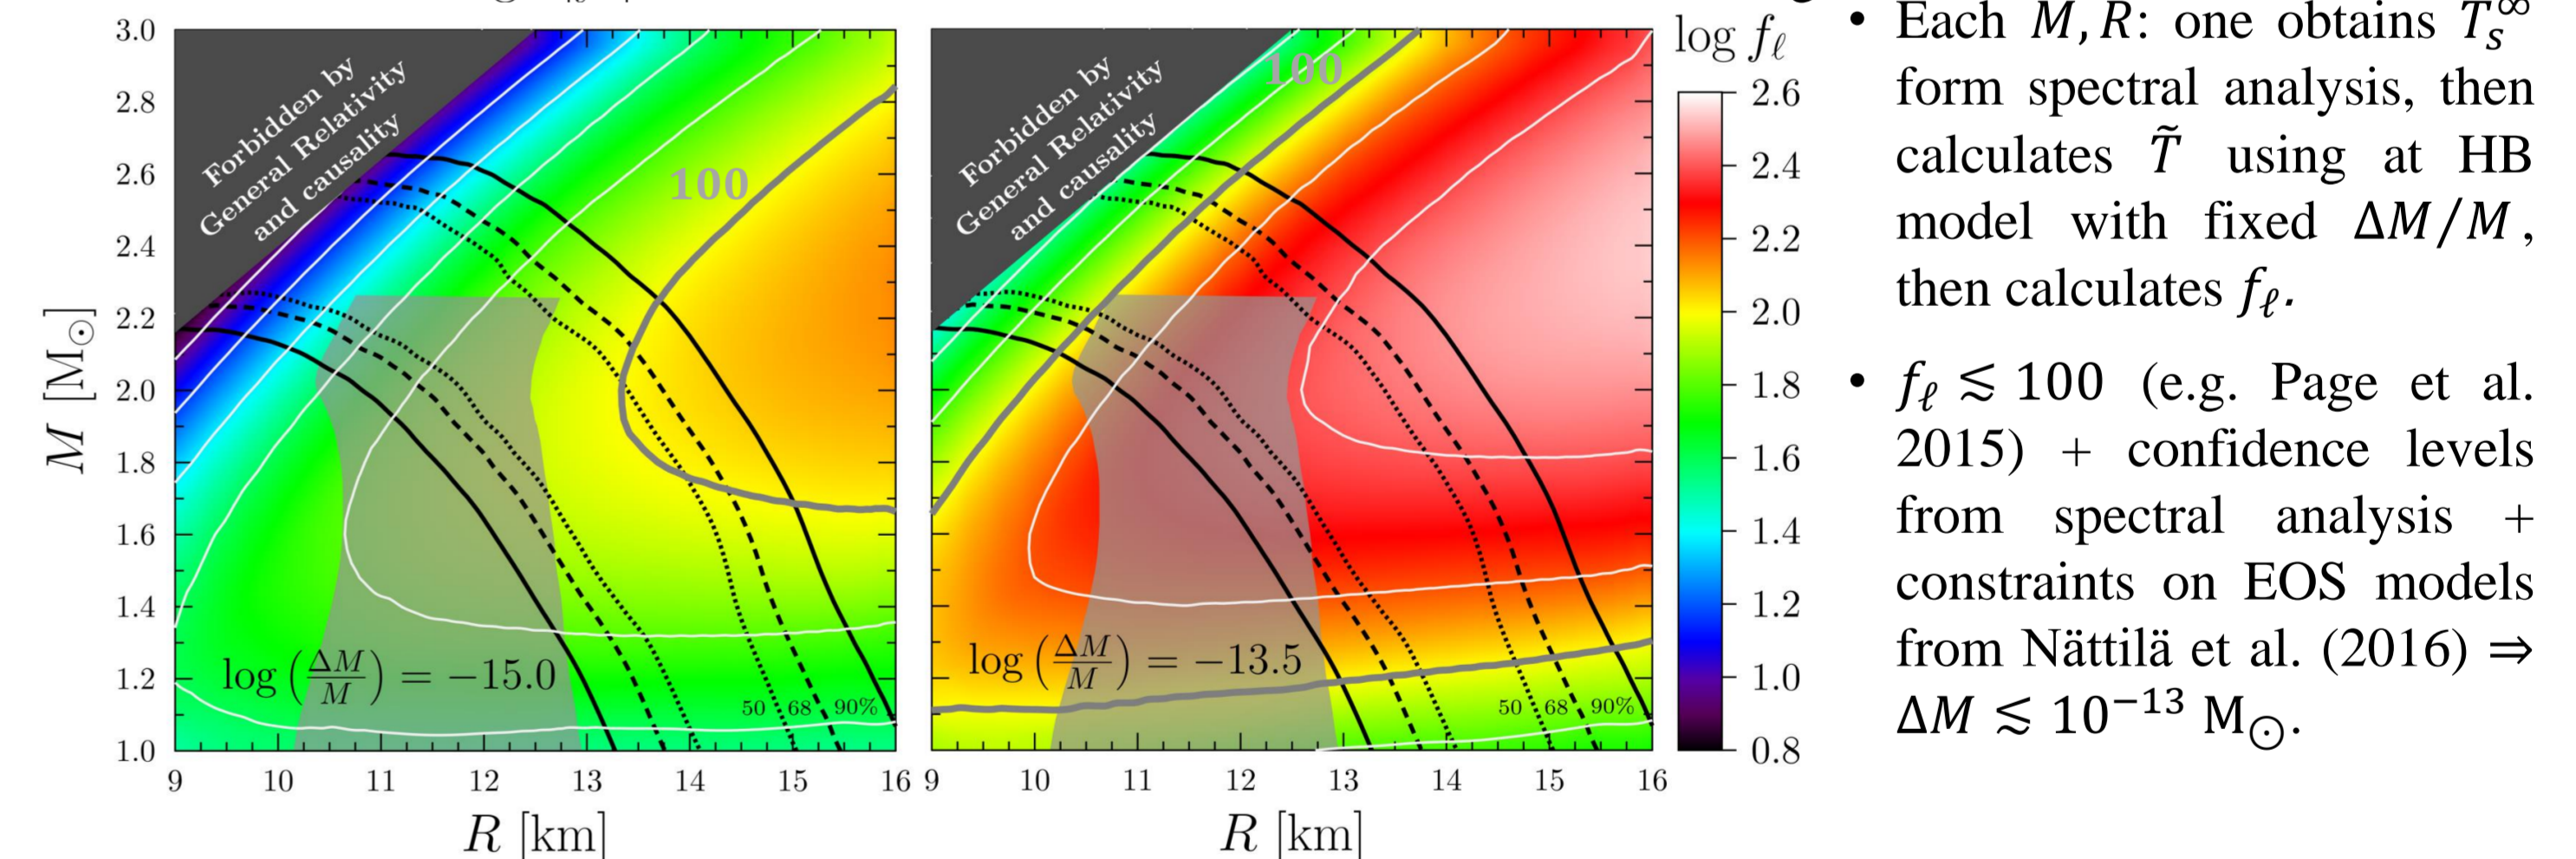 3.0
2.8
2.6
2.4
2.2
2.0
1.8
1.6
1.4
1.2
1.0
M [M⊙]
Forbidden by
General Relativity
and causality
100
log (ΔM/M) = −15.0
50 68 90%
9 10 11 12 13 14 15 16
R [km]
Forbidden by
General Relativity
and causality
100
log (ΔM/M) = −13.5
50 68 90%
9 10 11 12 13 14 15 16
R [km]
log fℓ
2.6
2.4
2.2
2.0
1.8
1.6
1.4
1.2
1.0
0.8
• Each M, R: one obtains Tₛ^∞
form spectral analysis, then
calculates T̃ using at HB
model with fixed ΔM/M ,
then calculates fℓ.
• fℓ ≲ 100 (e.g. Page et al.
2015) + confidence levels
from spectral analysis +
constraints on EOS models
from Nättilä et al. (2016) ⇒
ΔM ≲ 10⁻¹³ M⊙.